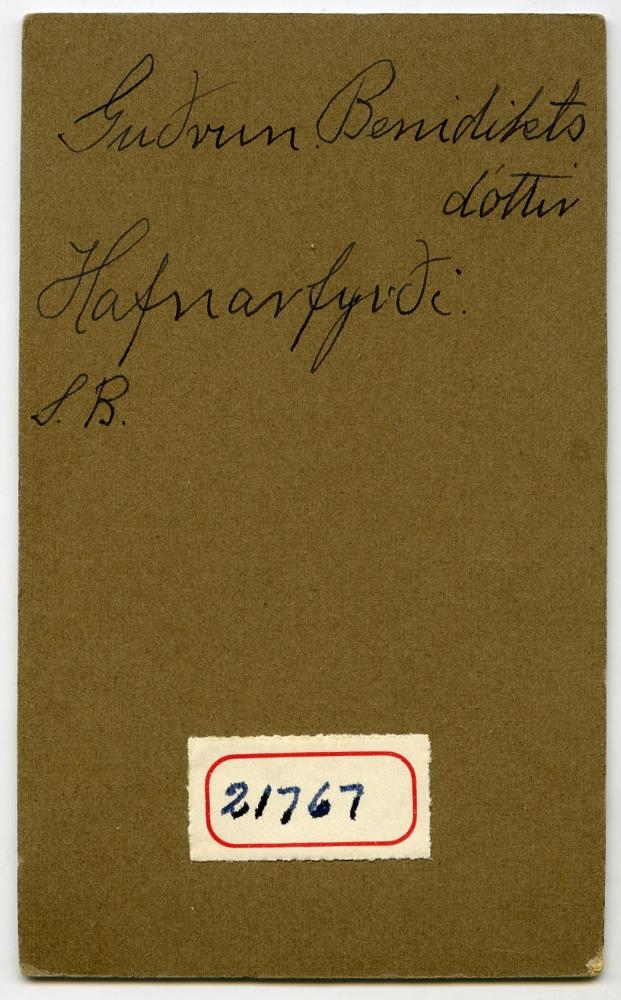 Guðrun Benidikts
dóttir
Hafnarfyrði.
S. B.
21767